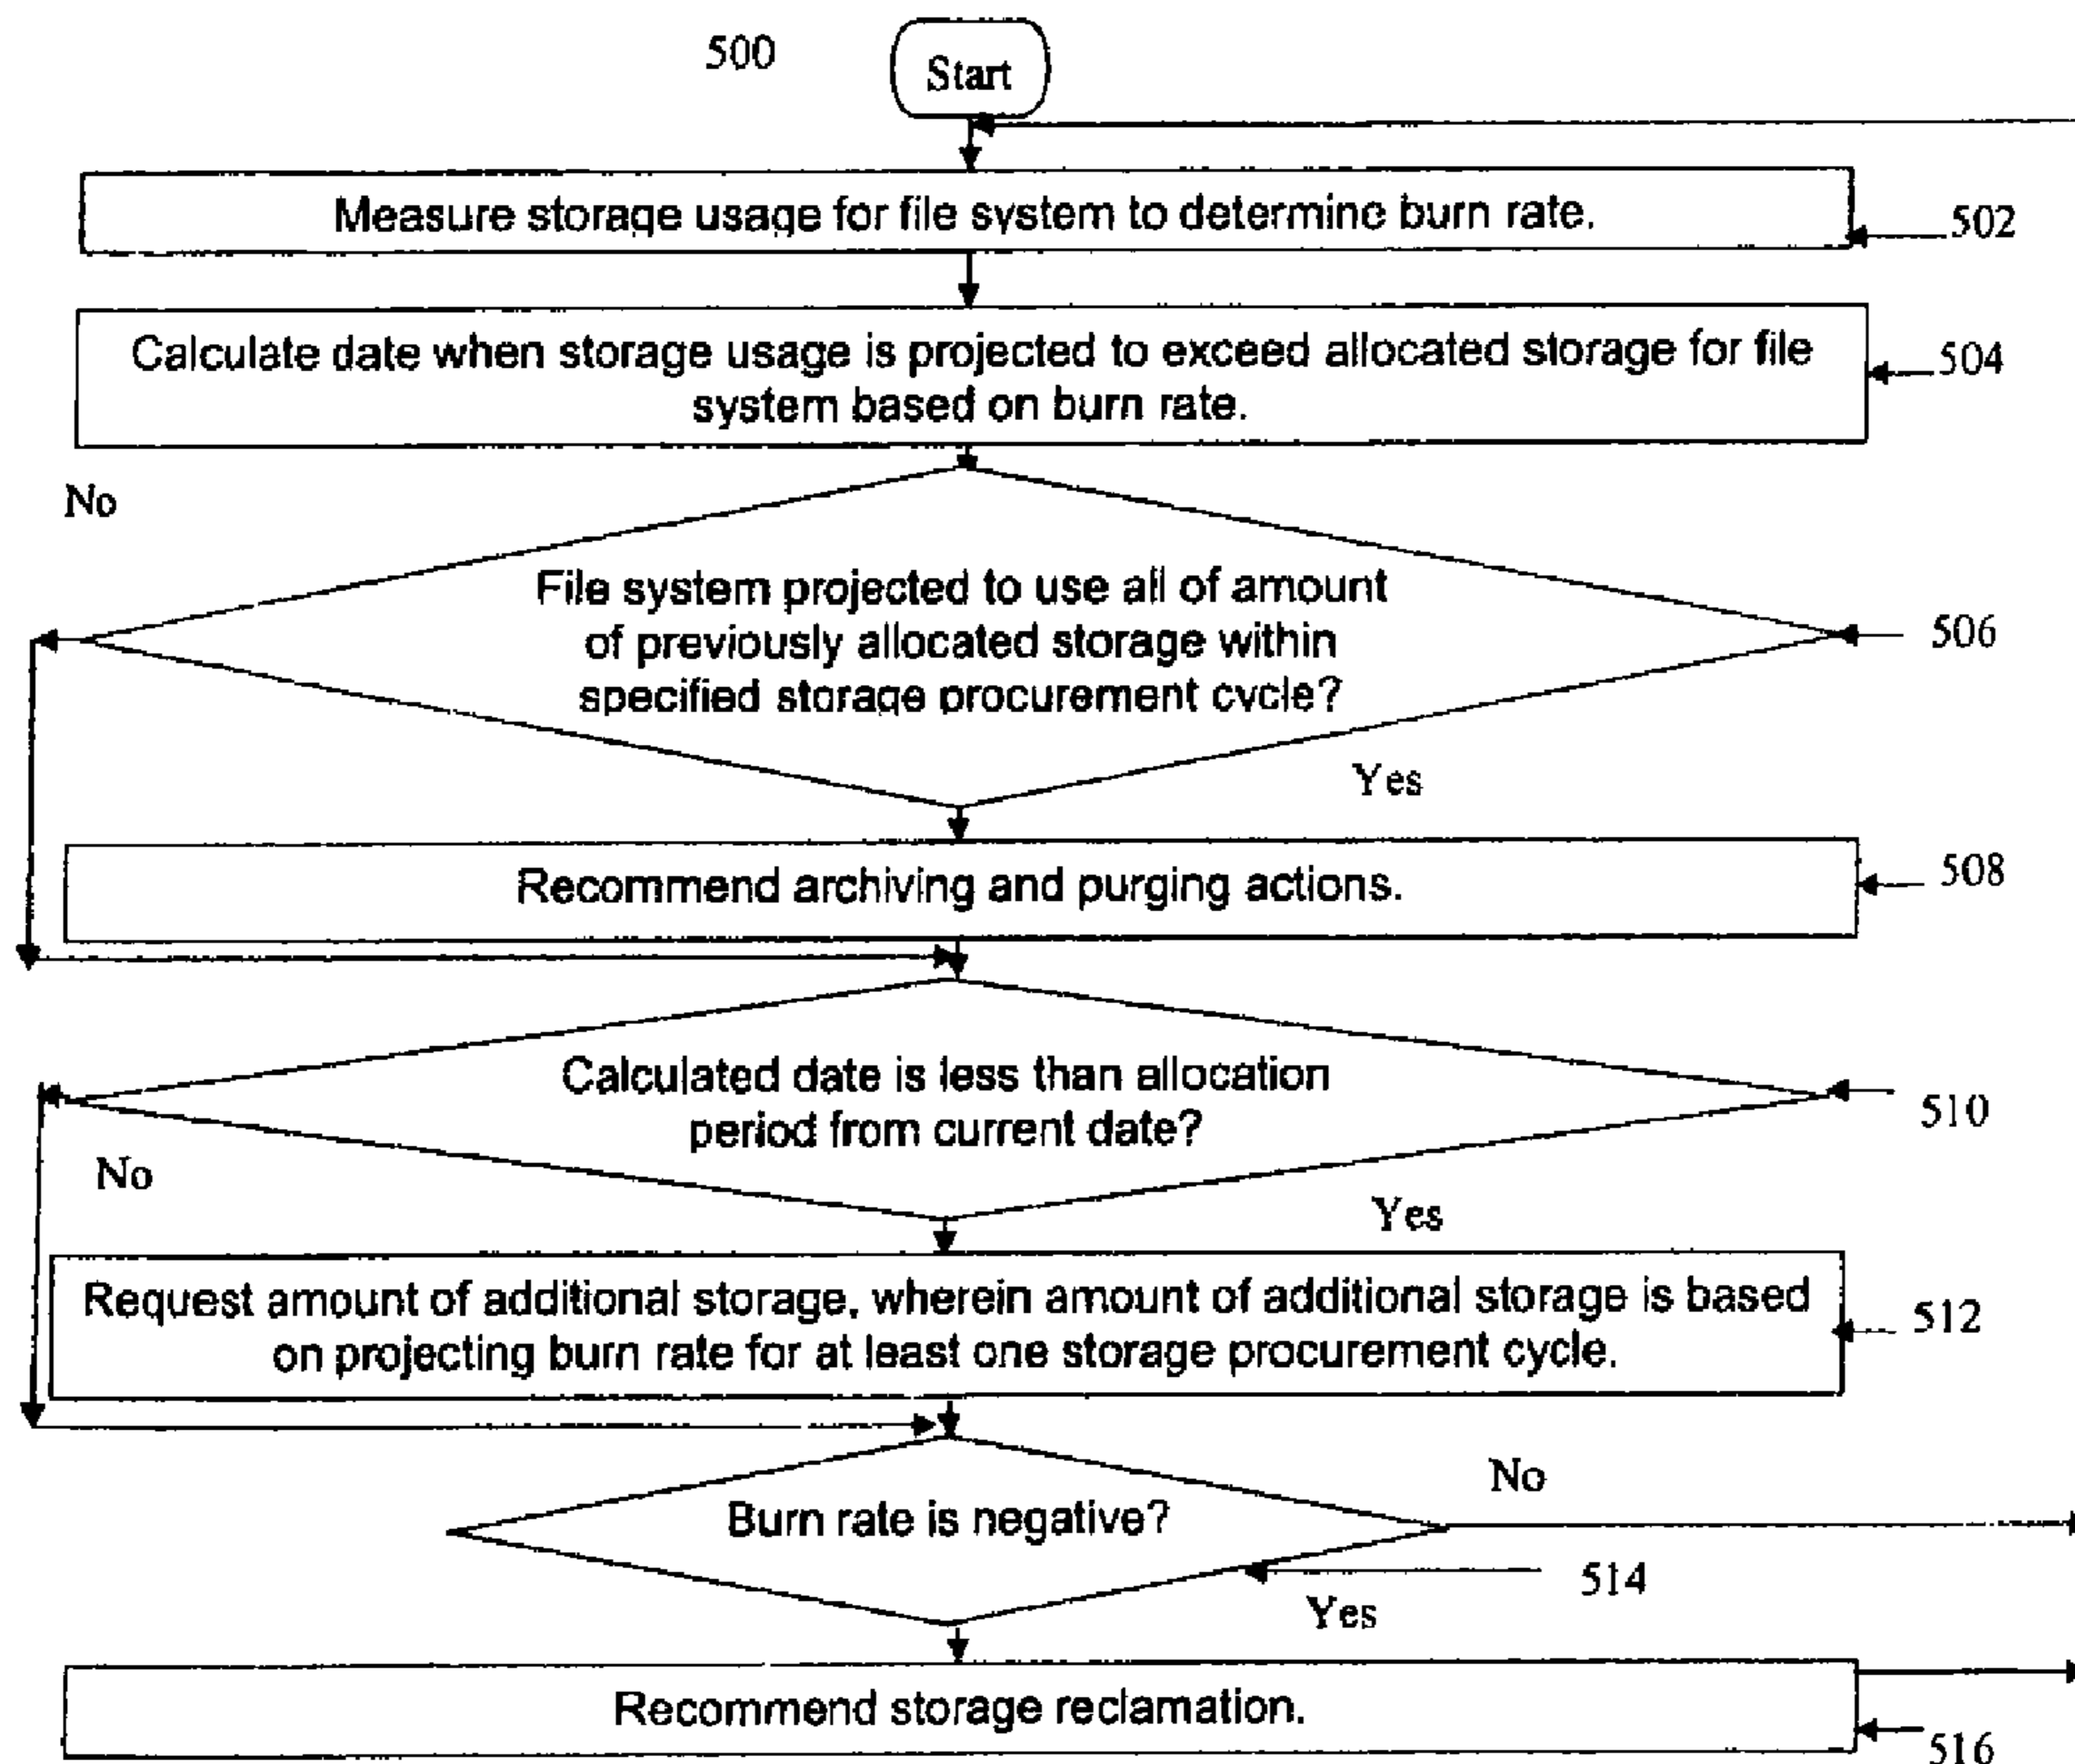 500
Start
Measure storage usage for file system to determine burn rate.
502
Calculate date when storage usage is projected to exceed allocated storage for file
system based on burn rate.
504
No
File system projected to use all of amount
of previously allocated storage within
specified storage procurement cycle?
506
Yes
Recommend archiving and purging actions.
508
Calculated date is less than allocation
period from current date?
510
No
Yes
Request amount of additional storage, wherein amount of additional storage is based
on projecting burn rate for at least one storage procurement cycle.
512
No
Burn rate is negative?
514
Yes
Recommend storage reclamation.
516